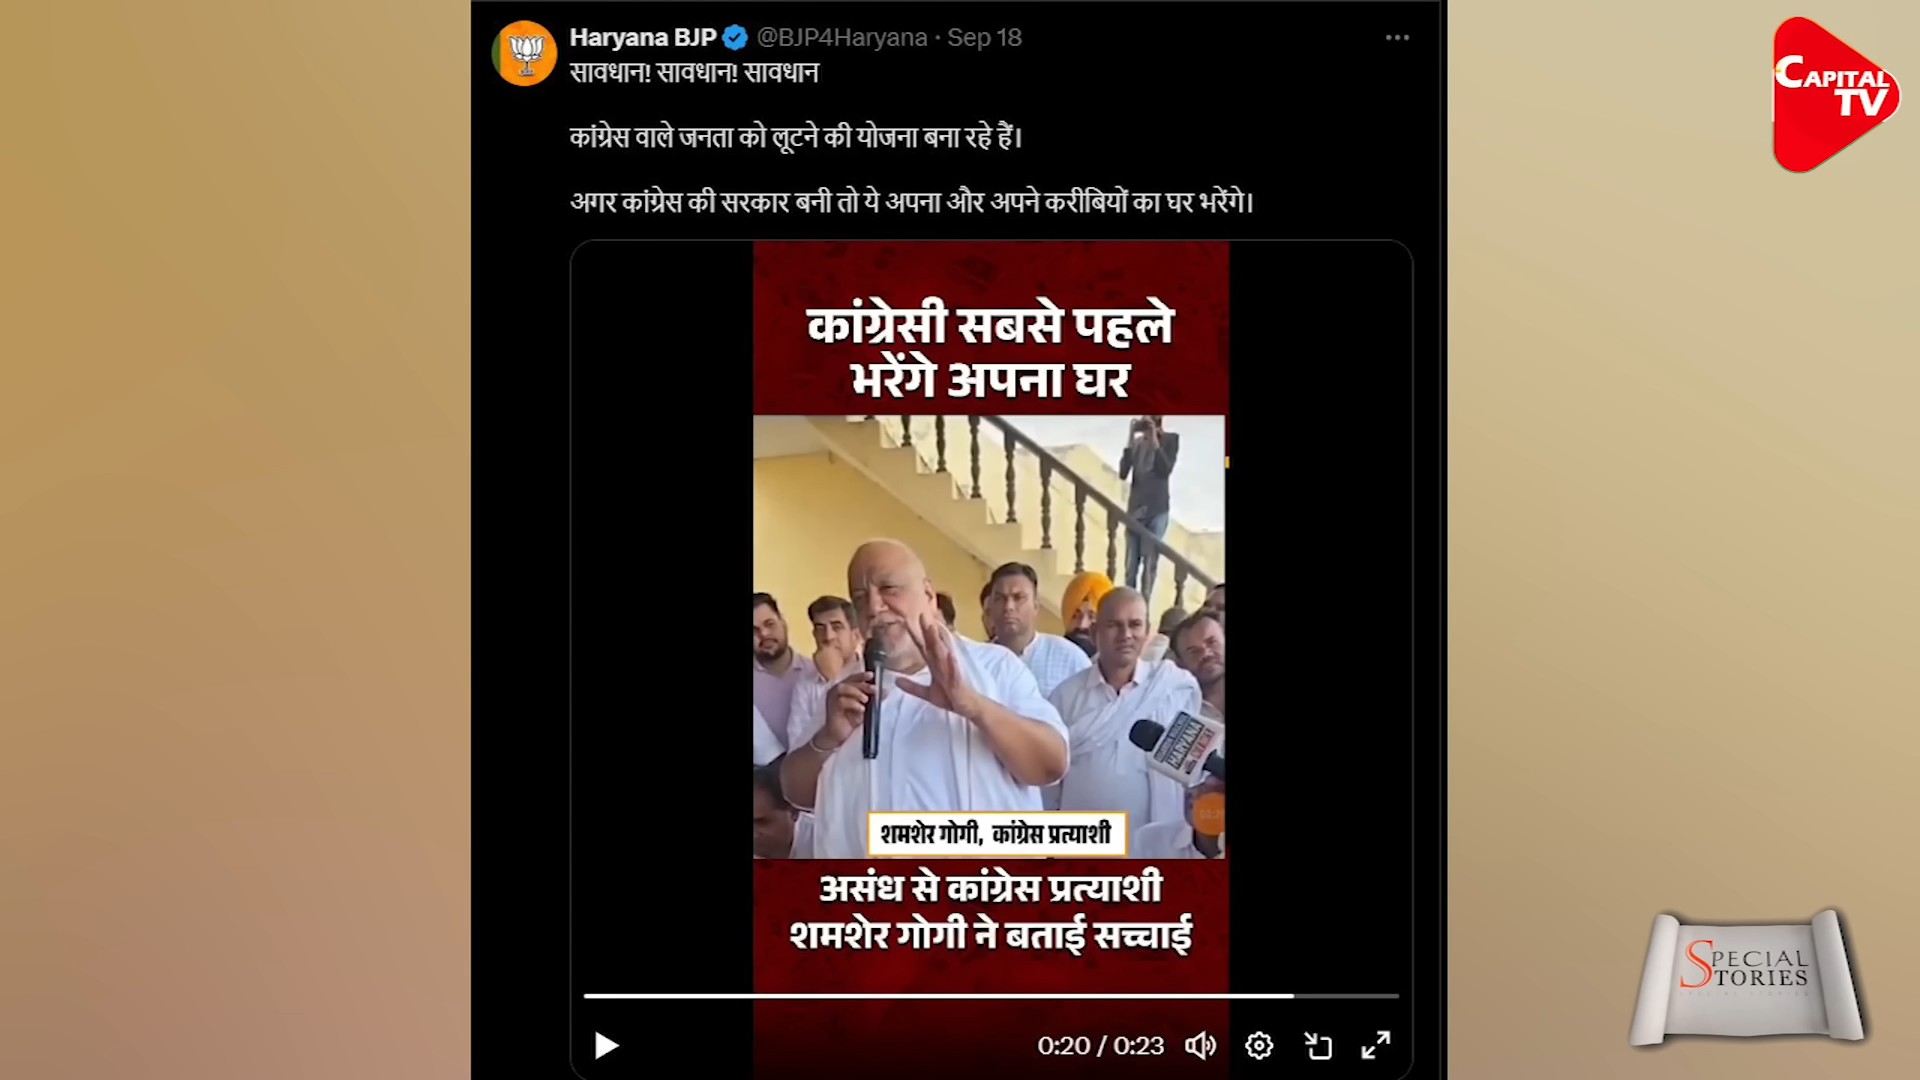 Haryana BJP @BJP4Haryana · Sep 18
सावधान! सावधान! सावधान
कांग्रेस वाले जनता को लूटने की योजना बना रहे हैं।
अगर कांग्रेस की सरकार बनी तो ये अपना और अपने करीबियों का घर भरेंगे।
कांग्रेसी सबसे पहले
भरेंगे अपना घर
HARYANA
शमशेर गोगी, कांग्रेस प्रत्याशी
असंध से कांग्रेस प्रत्याशी
शमशेर गोगी ने बताई सच्चाई
0:20 / 0:23
CAPITAL
TV
SPECIAL
STORIES